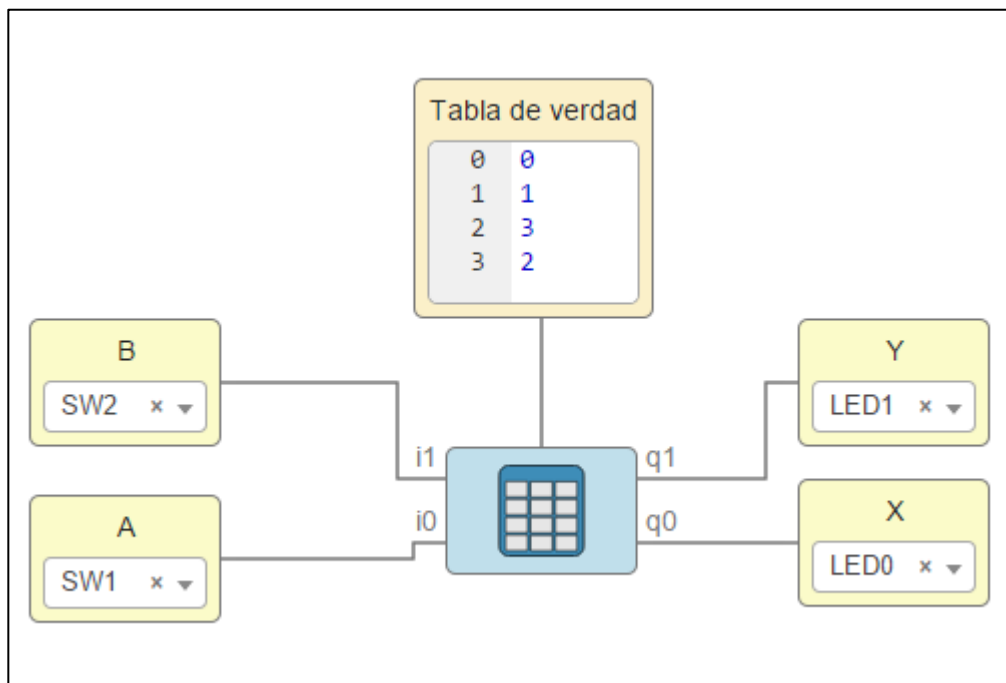 Tabla de verdad
0 0
1 1
2 3
3 2
B
SW2 × ▾
A
SW1 × ▾
i1
i0
q1
q0
Y
LED1 × ▾
X
LED0 × ▾